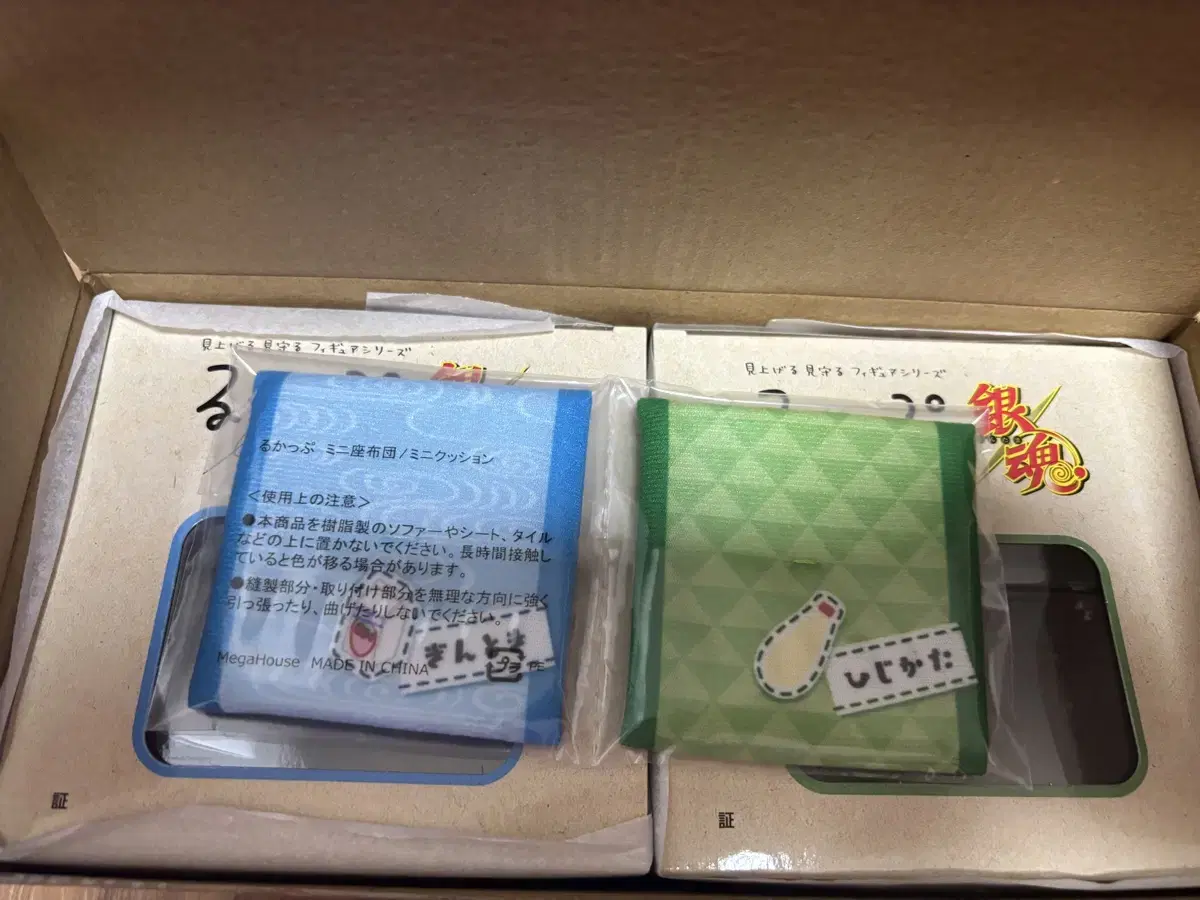 見上げる見守るフィギュアシリーズ
る
銀
るかっぷ ミニ座布団/ミニクッション
<使用上の注意>
●本商品を樹脂製のソファーやシート、タイル
などの上に置かないでください。長時間接触し
ていると色が移る場合があります。
●縫製部分・取り付け部分を無理な方向に強く
引っ張ったり、曲げたりしないでください。
ぎんとき
MegaHouse MADE IN CHINA
プラ
証
見上げる見守るフィギュアシリーズ
ぷ
銀魂
ひじかた
証